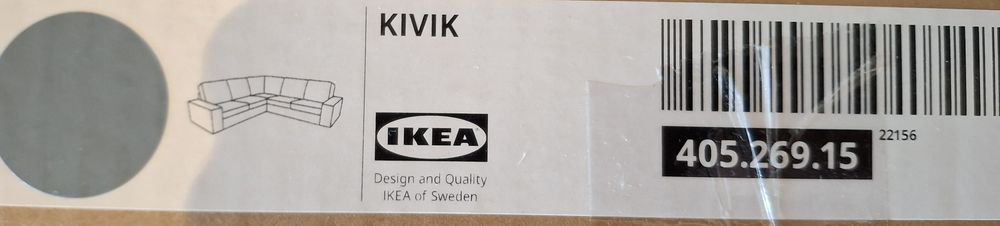 KIVIK
IKEA
Design and Quality
IKEA of Sweden
405.269.15
22156